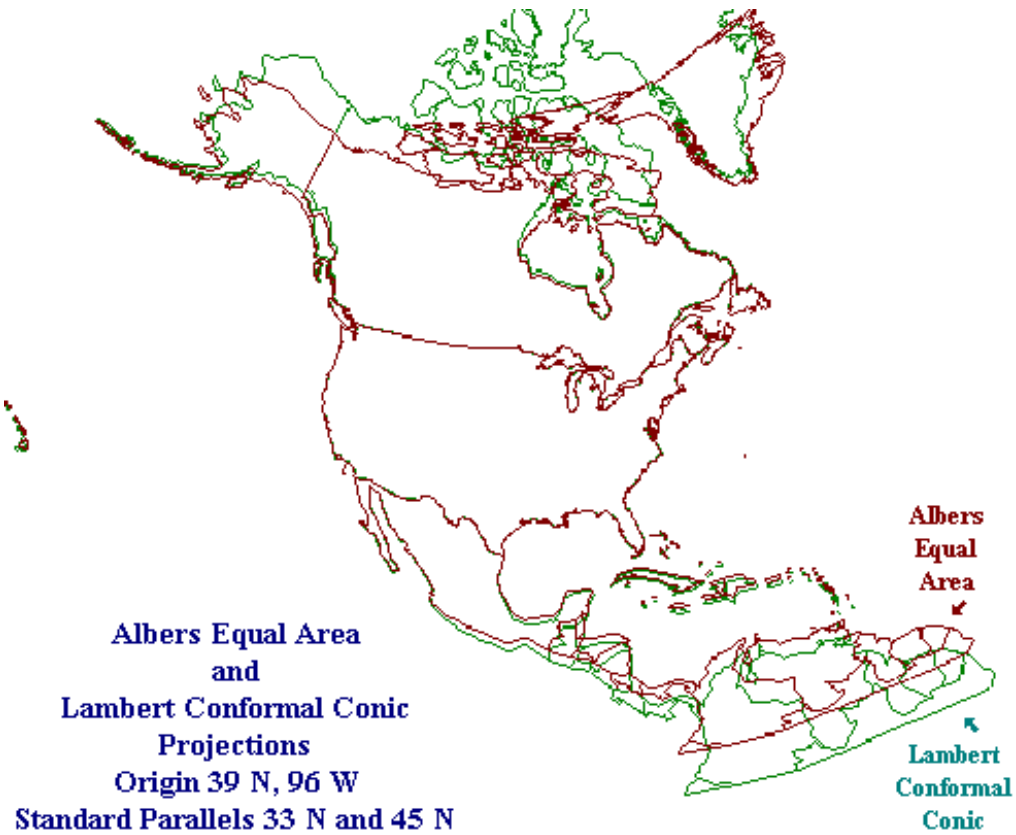 Albers
Equal
Area
Albers Equal Area
and
Lambert Conformal Conic
Projections
Origin 39 N, 96 W
Standard Parallels 33 N and 45 N
Lambert
Conformal
Conic